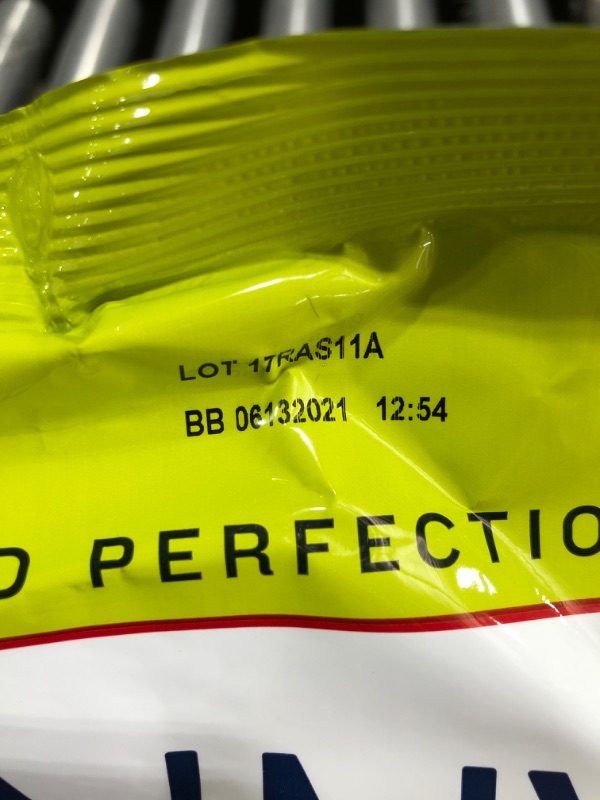 LOT 17RAS11A
BB 06132021 12:54
D PERFECTIO